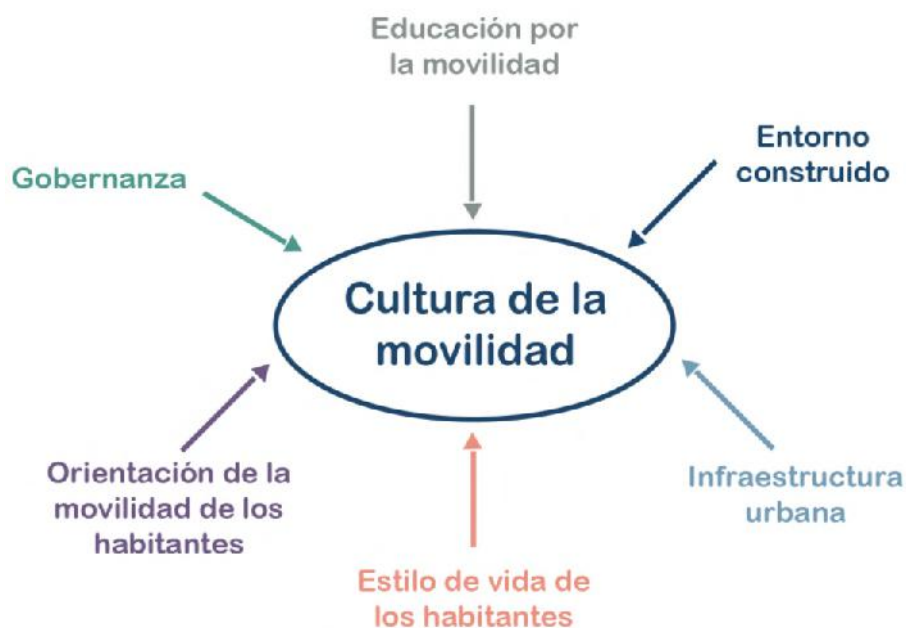 Educación por
la movilidad
Entorno
construido
Gobernanza
Cultura de la
movilidad
Orientación de la
movilidad de los
habitantes
Infraestructura
urbana
Estilo de vida de
los habitantes